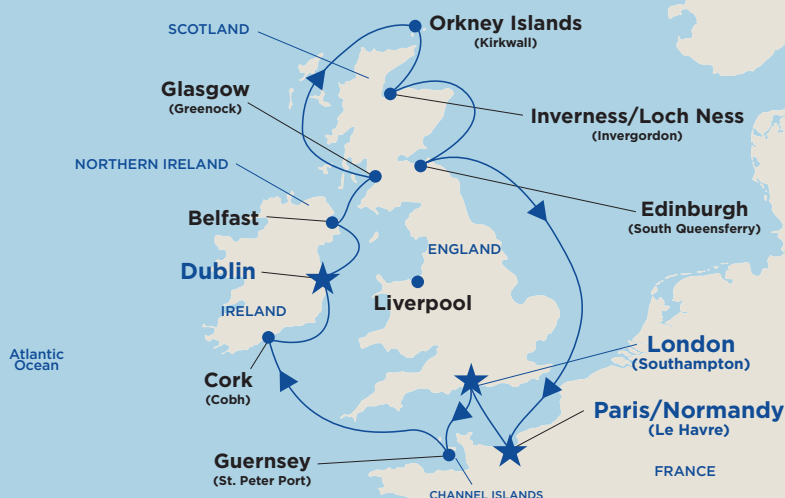 Orkney Islands
(Kirkwall)
SCOTLAND
Glasgow
(Greenock)
Inverness/Loch Ness
(Invergordon)
NORTHERN IRELAND
Belfast
Edinburgh
(South Queensferry)
ENGLAND
Dublin
Liverpool
IRELAND
Atlantic
Ocean
London
(Southampton)
Cork
(Cobh)
Paris/Normandy
(Le Havre)
Guernsey
(St. Peter Port)
FRANCE
CHANNEL ISLANDS